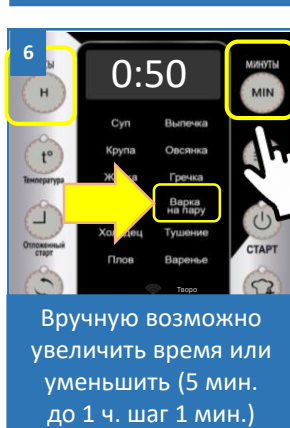 6
МИНУТЫ
H
0:50
MIN
Суп Выпечка
Крупа Овсянка
t°
Гречка
Температура
Варка
на пару
Холодец Тушение
Отложенный
старт
СТАРТ
Плов Варенье
Творо
Вручную возможно
увеличить время или
уменьшить (5 мин.
до 1 ч. шаг 1 мин.)